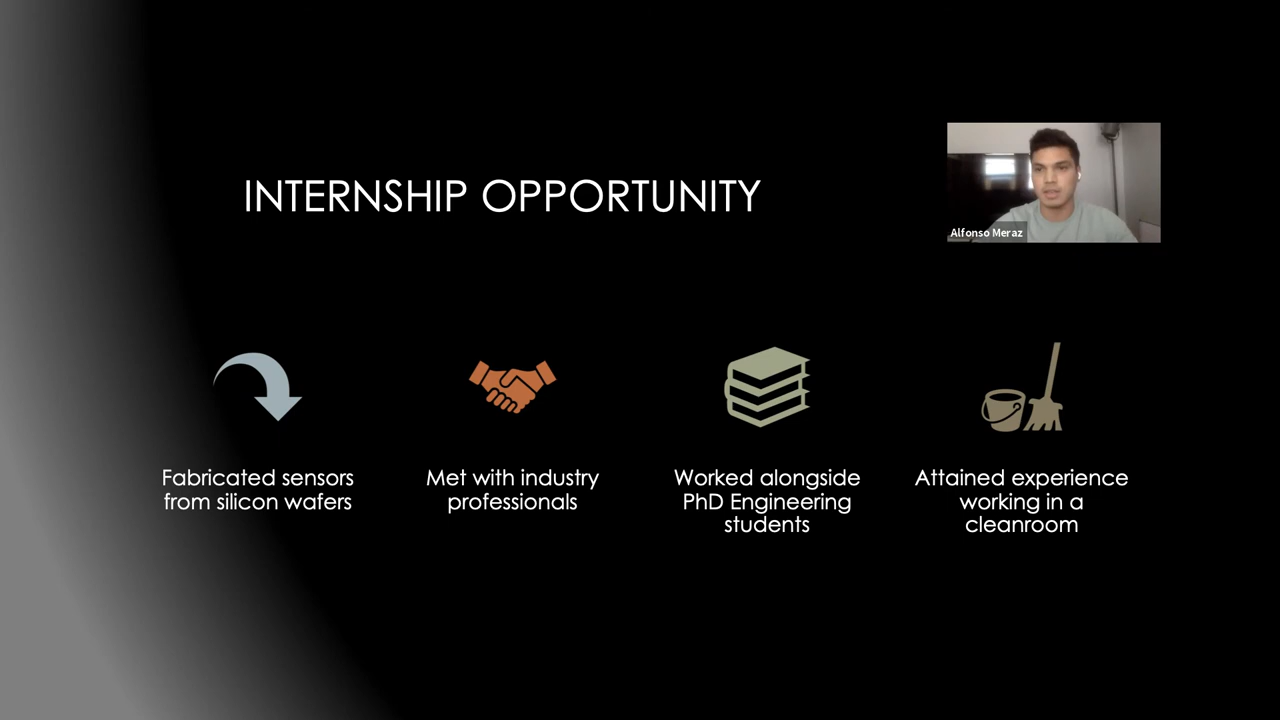 INTERNSHIP OPPORTUNITY
Alfonso Meraz
Fabricated sensors
from silicon wafers
Met with industry
professionals
Worked alongside
PhD Engineering
students
Attained experience
working in a
cleanroom